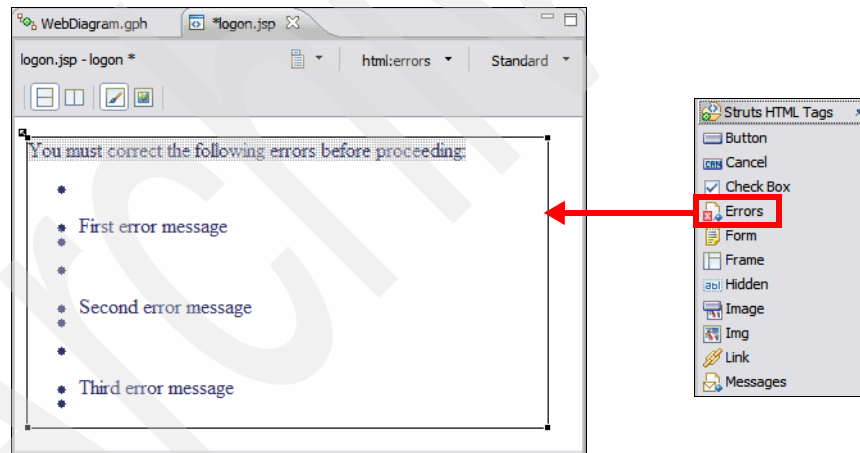 WebDiagram.gph
*logon.jsp
logon.jsp - logon *
html:errors
Standard
You must correct the following errors before proceeding:
First error message
Second error message
Third error message
Struts HTML Tags
Button
CAN Cancel
Check Box
Errors
Form
Frame
abl Hidden
Image
Img
Link
Messages